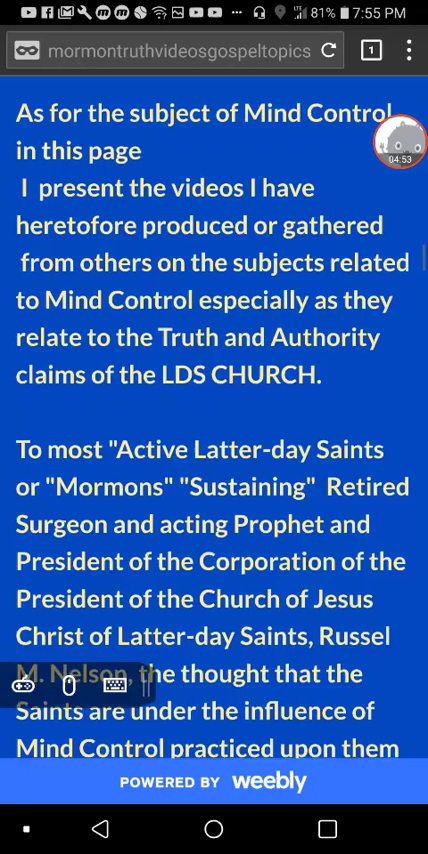 LTE
81% 7:55 PM
mormontruthvideosgospeltopics
1
As for the subject of Mind Control
in this page
I present the videos I have
heretofore produced or gathered
from others on the subjects related
to Mind Control especially as they
relate to the Truth and Authority
claims of the LDS CHURCH.
04:53
To most "Active Latter-day Saints
or "Mormons" "Sustaining" Retired
Surgeon and acting Prophet and
President of the Corporation of the
President of the Church of Jesus
Christ of Latter-day Saints, Russel
M. Nelson, the thought that the
Saints are under the influence of
Mind Control practiced upon them
POWERED BY weebly